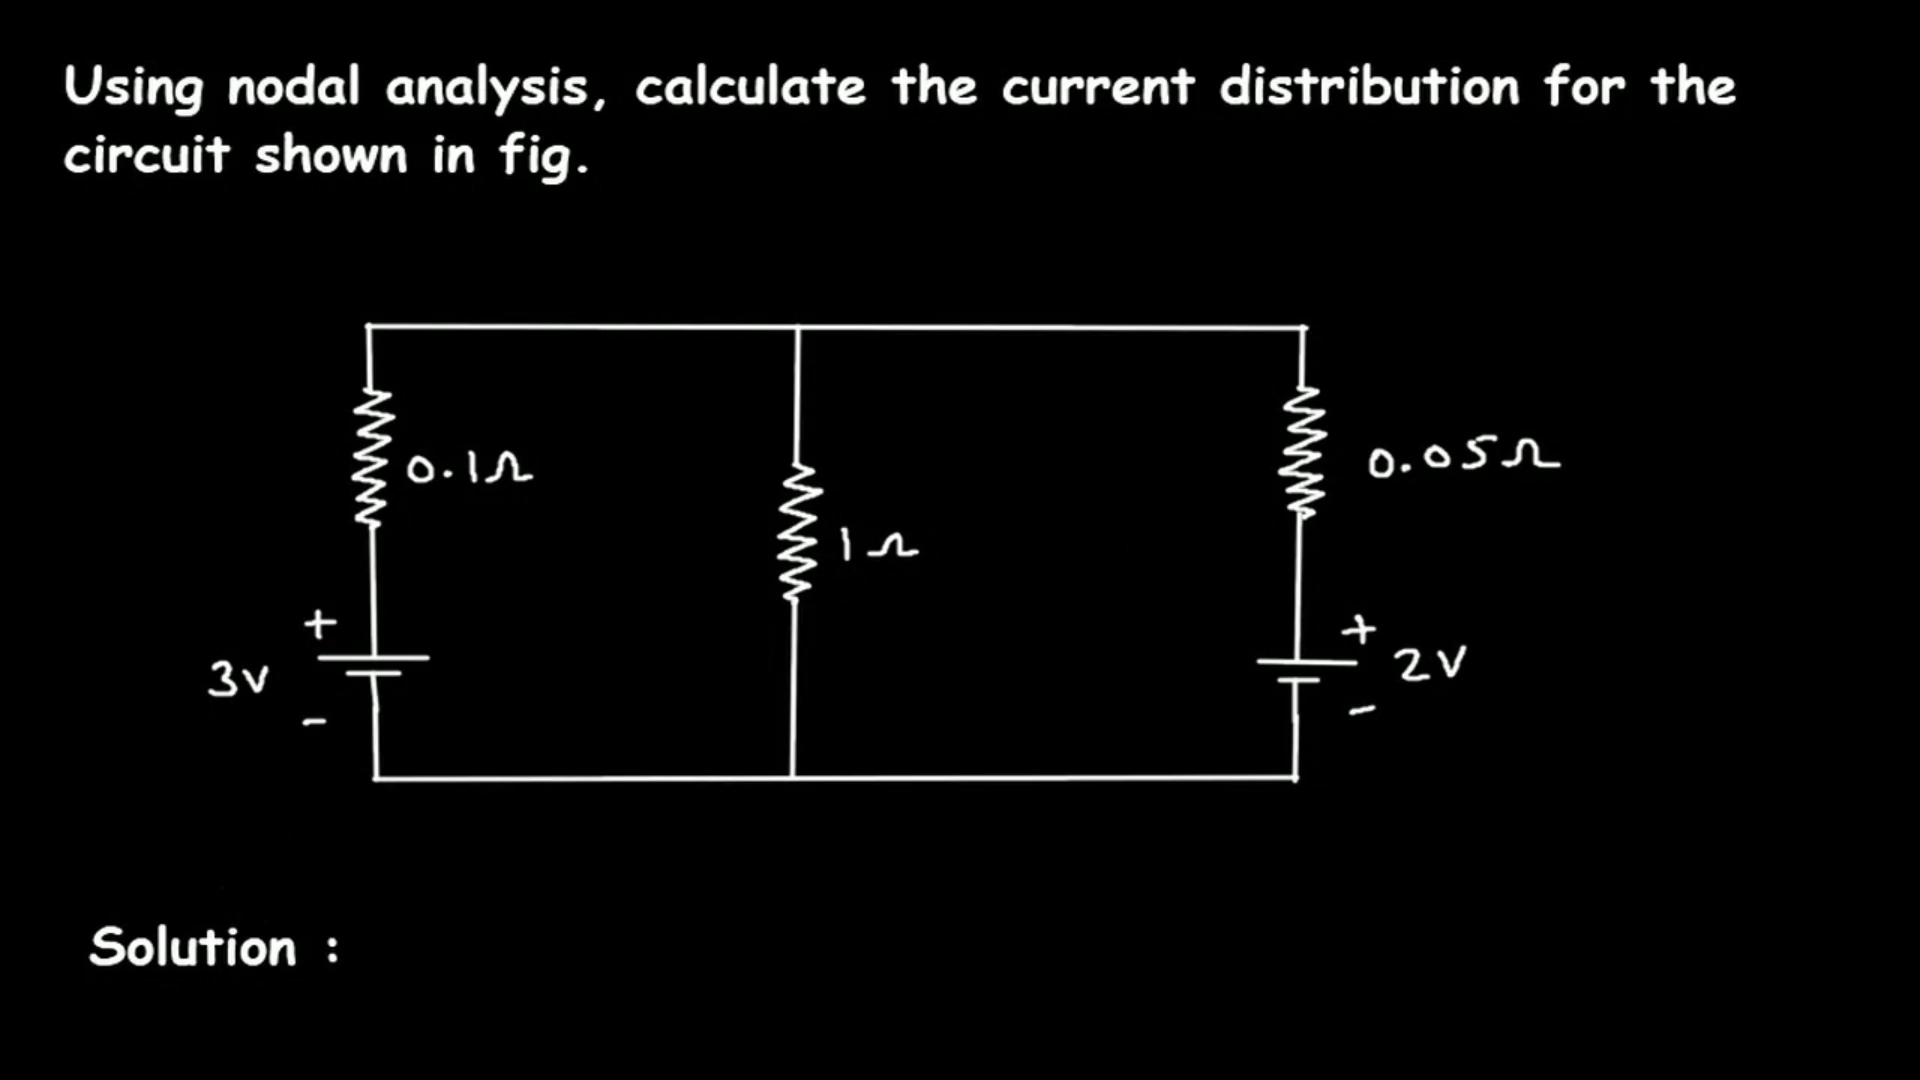 Using nodal analysis, calculate the current distribution for the
circuit shown in fig.
0.1Ω
1Ω
0.05Ω
+
3v
-
+
2V
-
Solution :